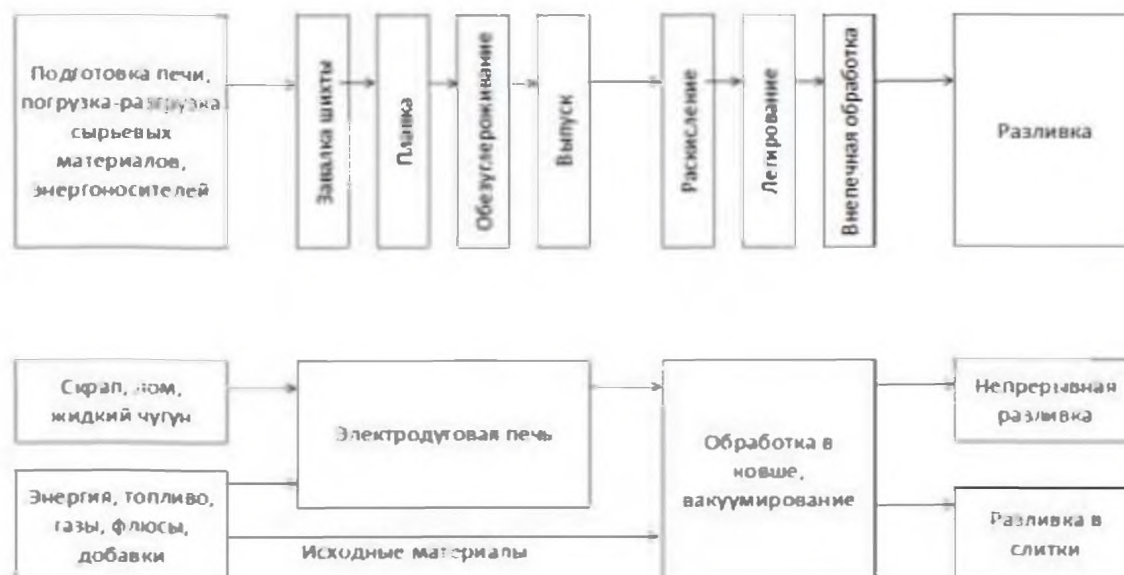 Подготовка печи,
погрузка-разгрузка
сырьевых
материалов,
энергоносителей
Завалка шихты
Плавка
Обезуглероживание
Выпуск
Раскисление
Легирование
Внепечная обработка
Разливка
Скрап, лом,
жидкий чугун
Энергия, топливо,
газы, флюсы,
добавки
Электродуговая печь
Исходные материалы
Обработка в
ковше,
вакуумирование
Непрерывная
разливка
Разливка в
слитки